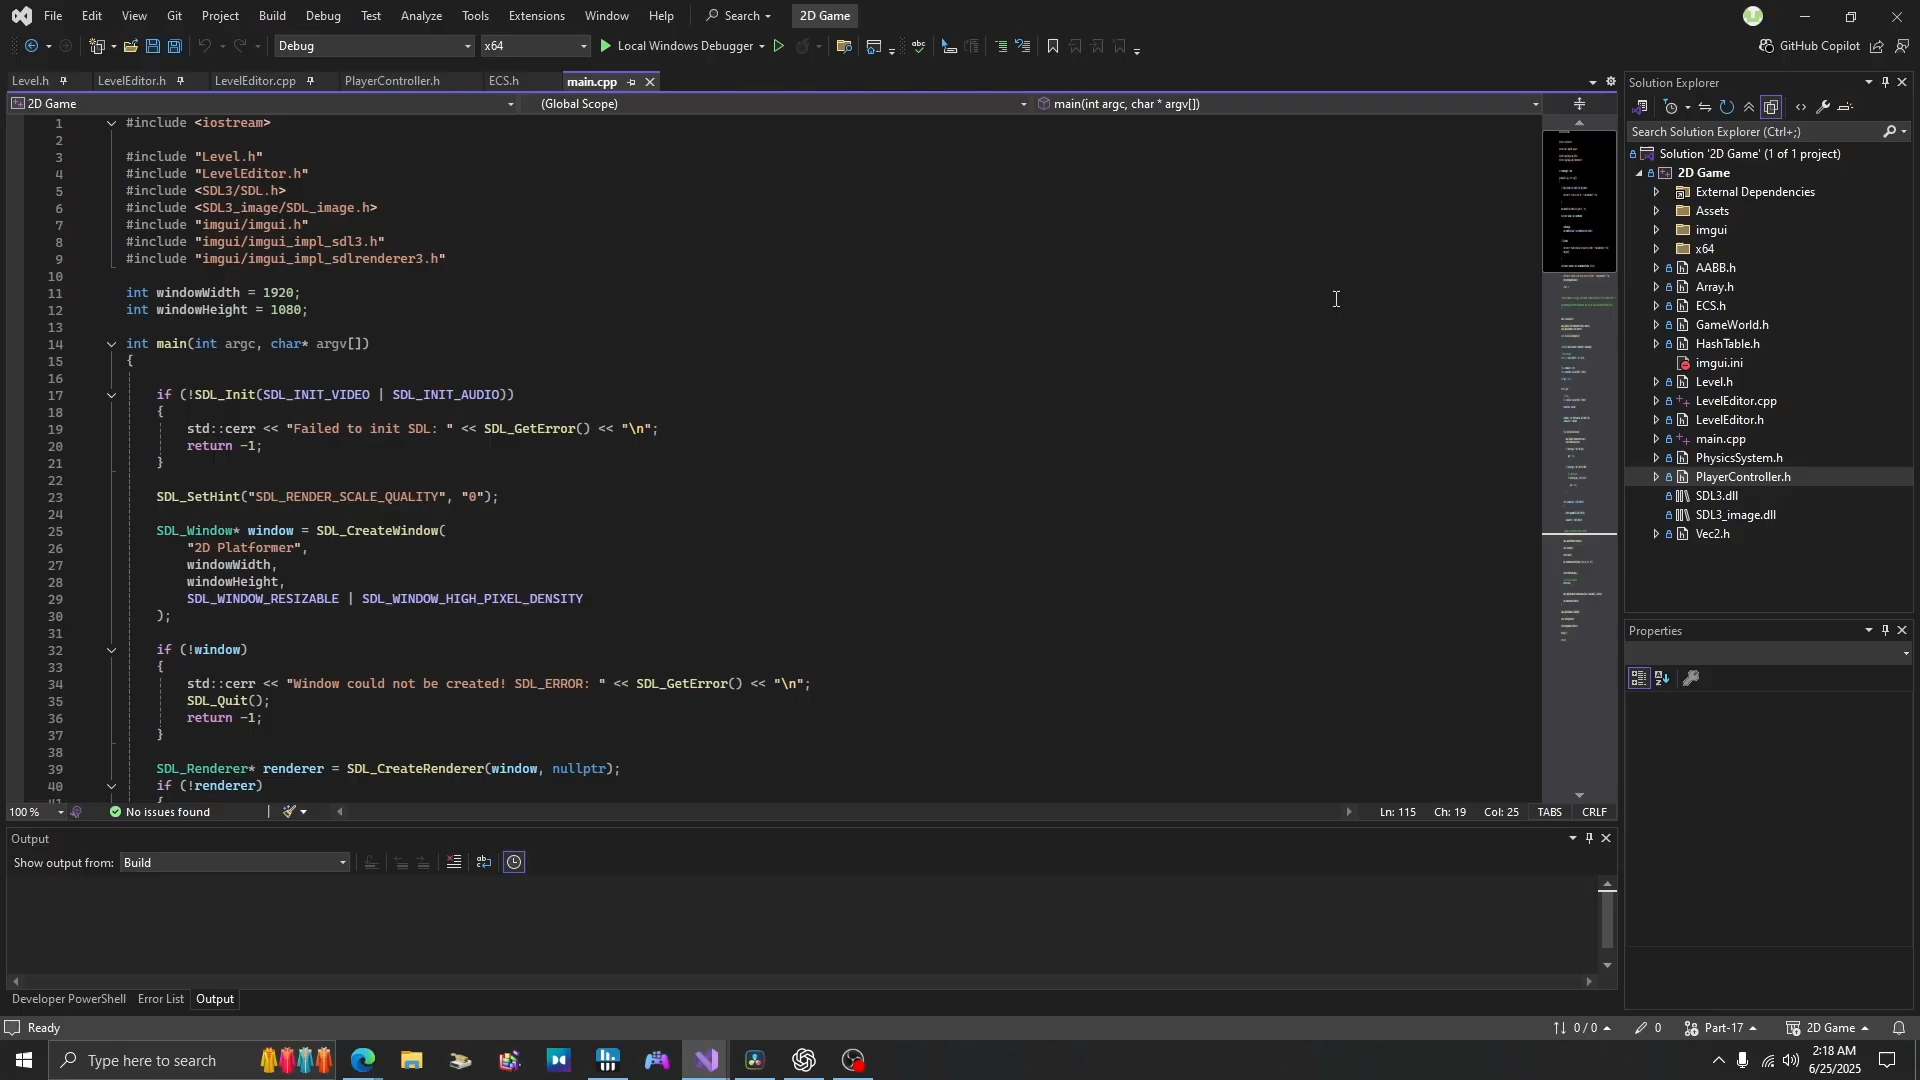 File Edit View Git Project Build Debug Test Analyze Tools Extensions Window Help Search 2D Game
Debug x64 Local Windows Debugger GitHub Copilot
Level.h LevelEditor.h LevelEditor.cpp PlayerController.h ECS.h main.cpp
2D Game (Global Scope) main(int argc, char * argv[])
1 #include <iostream>
2
3 #include "Level.h"
4 #include "LevelEditor.h"
5 #include <SDL3/SDL.h>
6 #include <SDL3_image/SDL_image.h>
7 #include "imgui/imgui.h"
8 #include "imgui/imgui_impl_sdl3.h"
9 #include "imgui/imgui_impl_sdlrenderer3.h"
10
11 int windowWidth = 1920;
12 int windowHeight = 1080;
13
14 int main(int argc, char* argv[])
15 {
16
17 if (!SDL_Init(SDL_INIT_VIDEO | SDL_INIT_AUDIO))
18 {
19 std::cerr << "Failed to init SDL: " << SDL_GetError() << "\n";
20 return -1;
21 }
22
23 SDL_SetHint("SDL_RENDER_SCALE_QUALITY", "0");
24
25 SDL_Window* window = SDL_CreateWindow(
26 "2D Platformer",
27 windowWidth,
28 windowHeight,
29 SDL_WINDOW_RESIZABLE | SDL_WINDOW_HIGH_PIXEL_DENSITY
30 );
31
32 if (!window)
33 {
34 std::cerr << "Window could not be created! SDL_ERROR: " << SDL_GetError() << "\n";
35 SDL_Quit();
36 return -1;
37 }
38
39 SDL_Renderer* renderer = SDL_CreateRenderer(window, nullptr);
40 if (!renderer)
100 % No issues found Ln: 115 Ch: 19 Col: 25 TABS CRLF
Output
Show output from: Build
Developer PowerShell Error List Output
Solution Explorer
Search Solution Explorer (Ctrl+;)
Solution '2D Game' (1 of 1 project)
2D Game
External Dependencies
Assets
imgui
x64
AABB.h
Array.h
ECS.h
GameWorld.h
HashTable.h
imgui.ini
Level.h
LevelEditor.cpp
LevelEditor.h
main.cpp
PhysicsSystem.h
PlayerController.h
SDL3.dll
SDL3_image.dll
Vec2.h
Properties
Ready 0 / 0 0 Part-17 2D Game
Type here to search
2:18 AM
6/25/2025